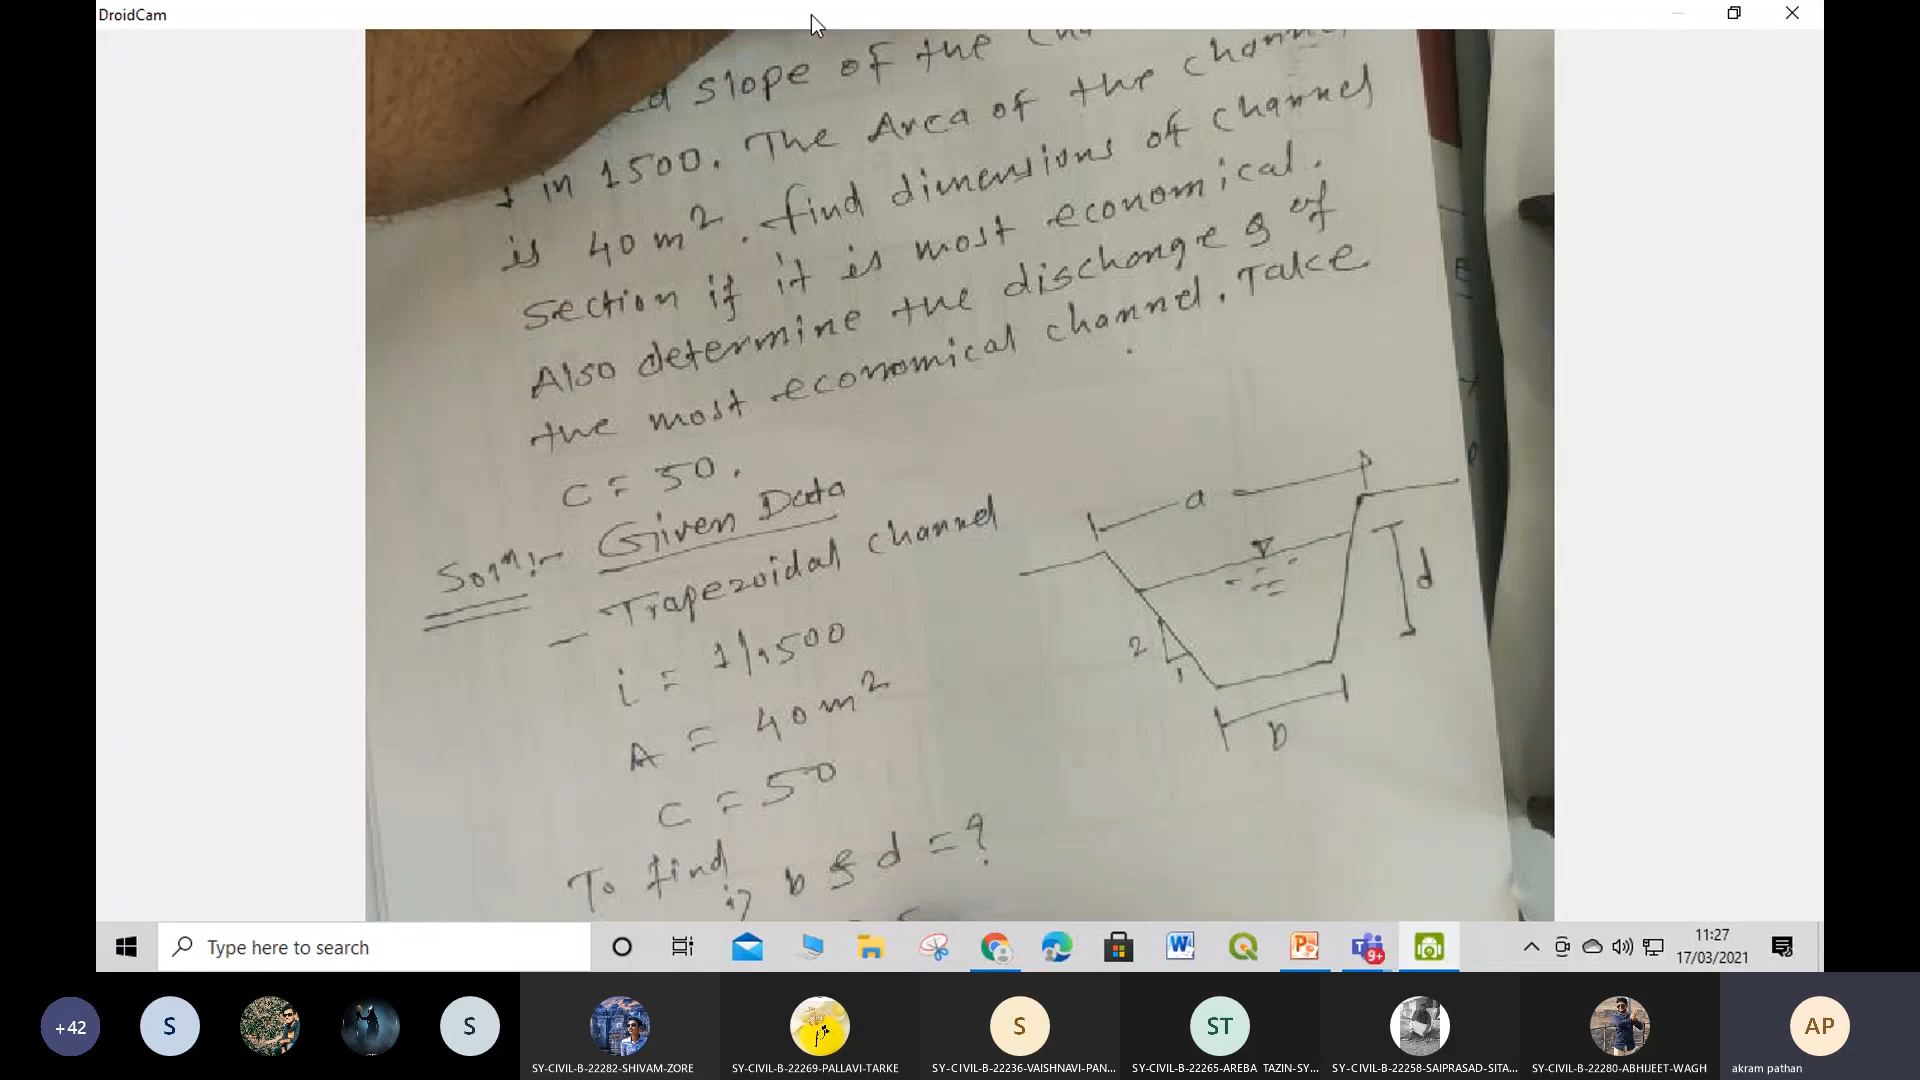 DroidCam
slope of the
1 in 1500. The Area of the
is 40 m². find dimensions of channel
section if it is most economical.
Also determine the discharge of
the most economical channel. Take
C = 50.
Soln:- Given Data
- Trapezoidal channel
i = 1/1500
A = 40 m²
C = 50
To find
i) b & d = ?
a
d
2
1
b
Type here to search
9+
11:27
17/03/2021
+42
S
S
S
ST
AP
SY-CIVIL-B-22282-SHIVAM-ZORE
SY-CIVIL-B-22269-PALLAVI-TARKE
SY-CIVIL-B-22236-VAISHNAVI-PAN...
SY-CIVIL-B-22265-AREBA TAZIN-SY...
SY-CIVIL-B-22258-SAIPRASAD-SITA...
SY-CIVIL-B-22280-ABHIJEET-WAGH
akram pathan